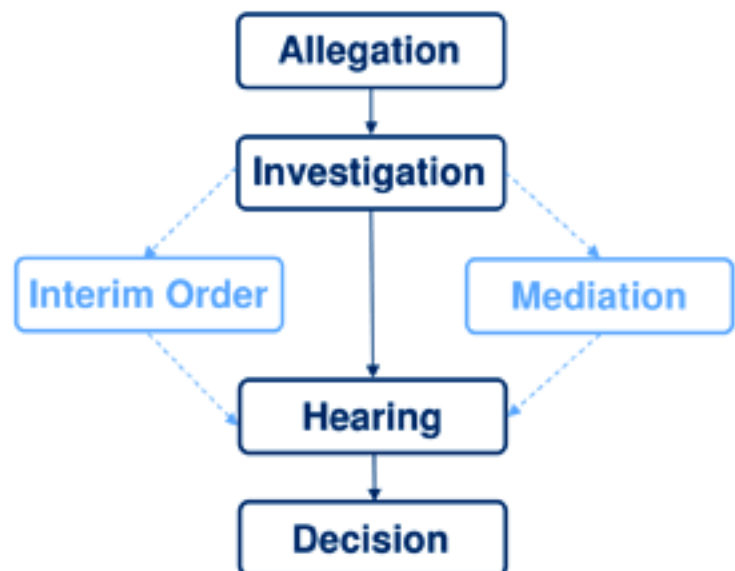 Allegation
Investigation
Interim Order
Mediation
Hearing
Decision